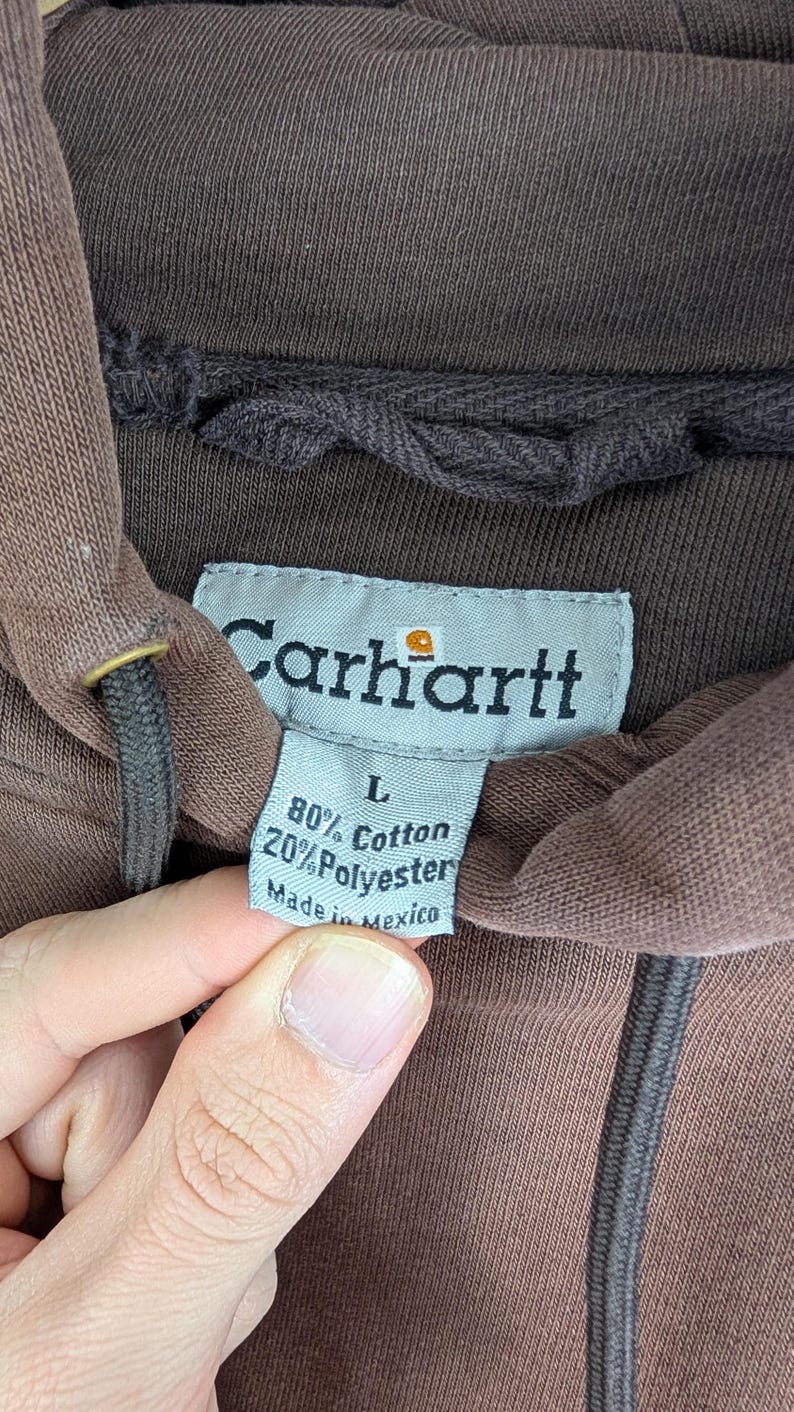 Carhartt
L
80% Cotton
20%Polyester
Made in Mexico